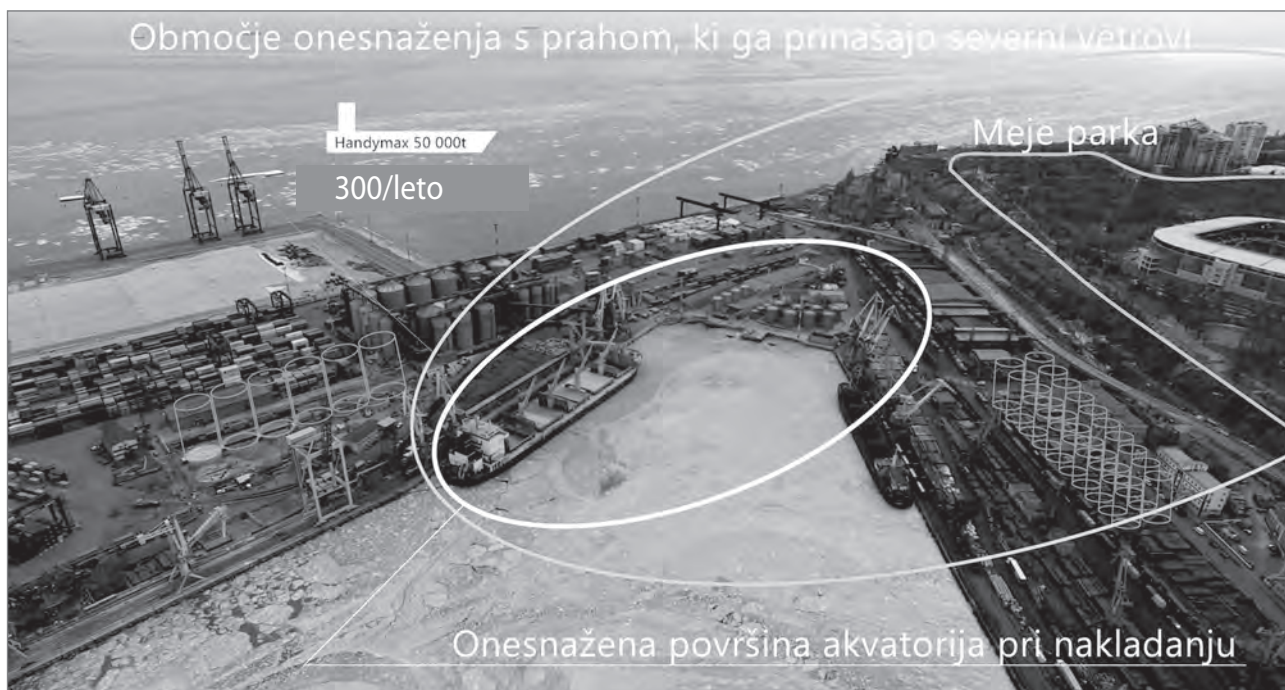 Območje onesnaženja s prahom, ki ga prinašajo severni vetrovi
Handymax 50 000t
300/leto
Meje parka
Onesnažena površina akvatorija pri nakladanju